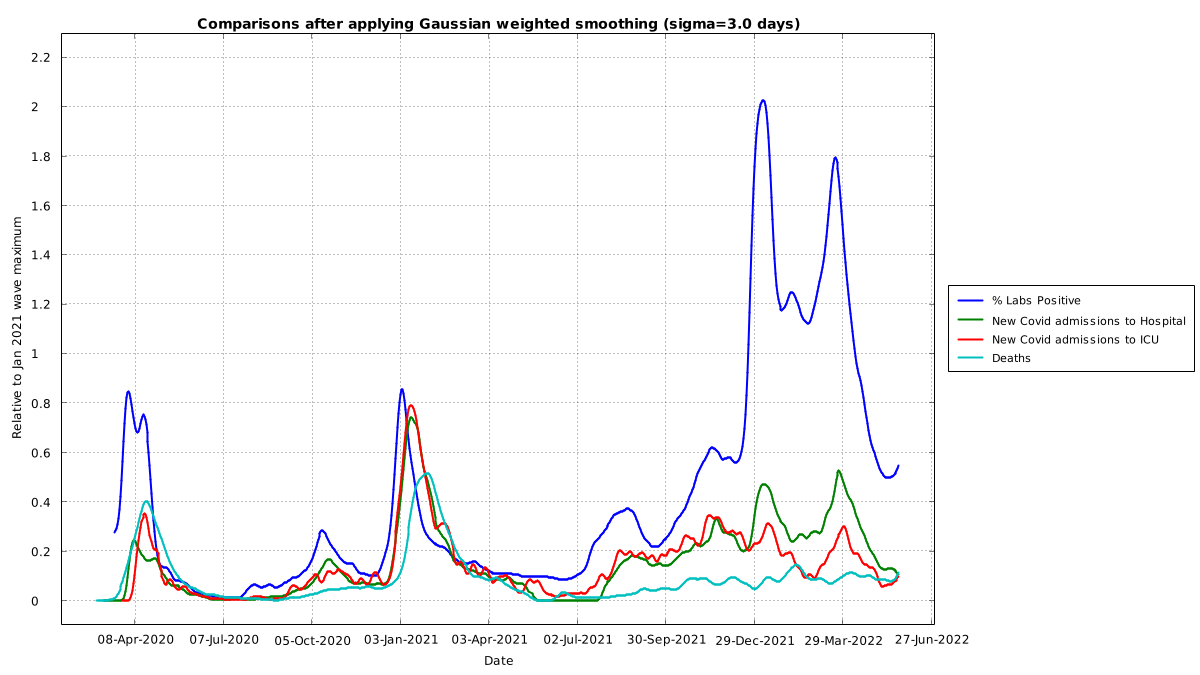 Comparisons after applying Gaussian weighted smoothing (sigma=3.0 days)
2.2
2
1.8
1.6
1.4
1.2
1
0.8
0.6
0.4
0.2
0
Relative to Jan 2021 wave maximum
08-Apr-2020 07-Jul-2020 05-Oct-2020 03-Jan-2021 03-Apr-2021 02-Jul-2021 30-Sep-2021 29-Dec-2021 29-Mar-2022 27-Jun-2022
Date
% Labs Positive
New Covid admissions to Hospital
New Covid admissions to ICU
Deaths